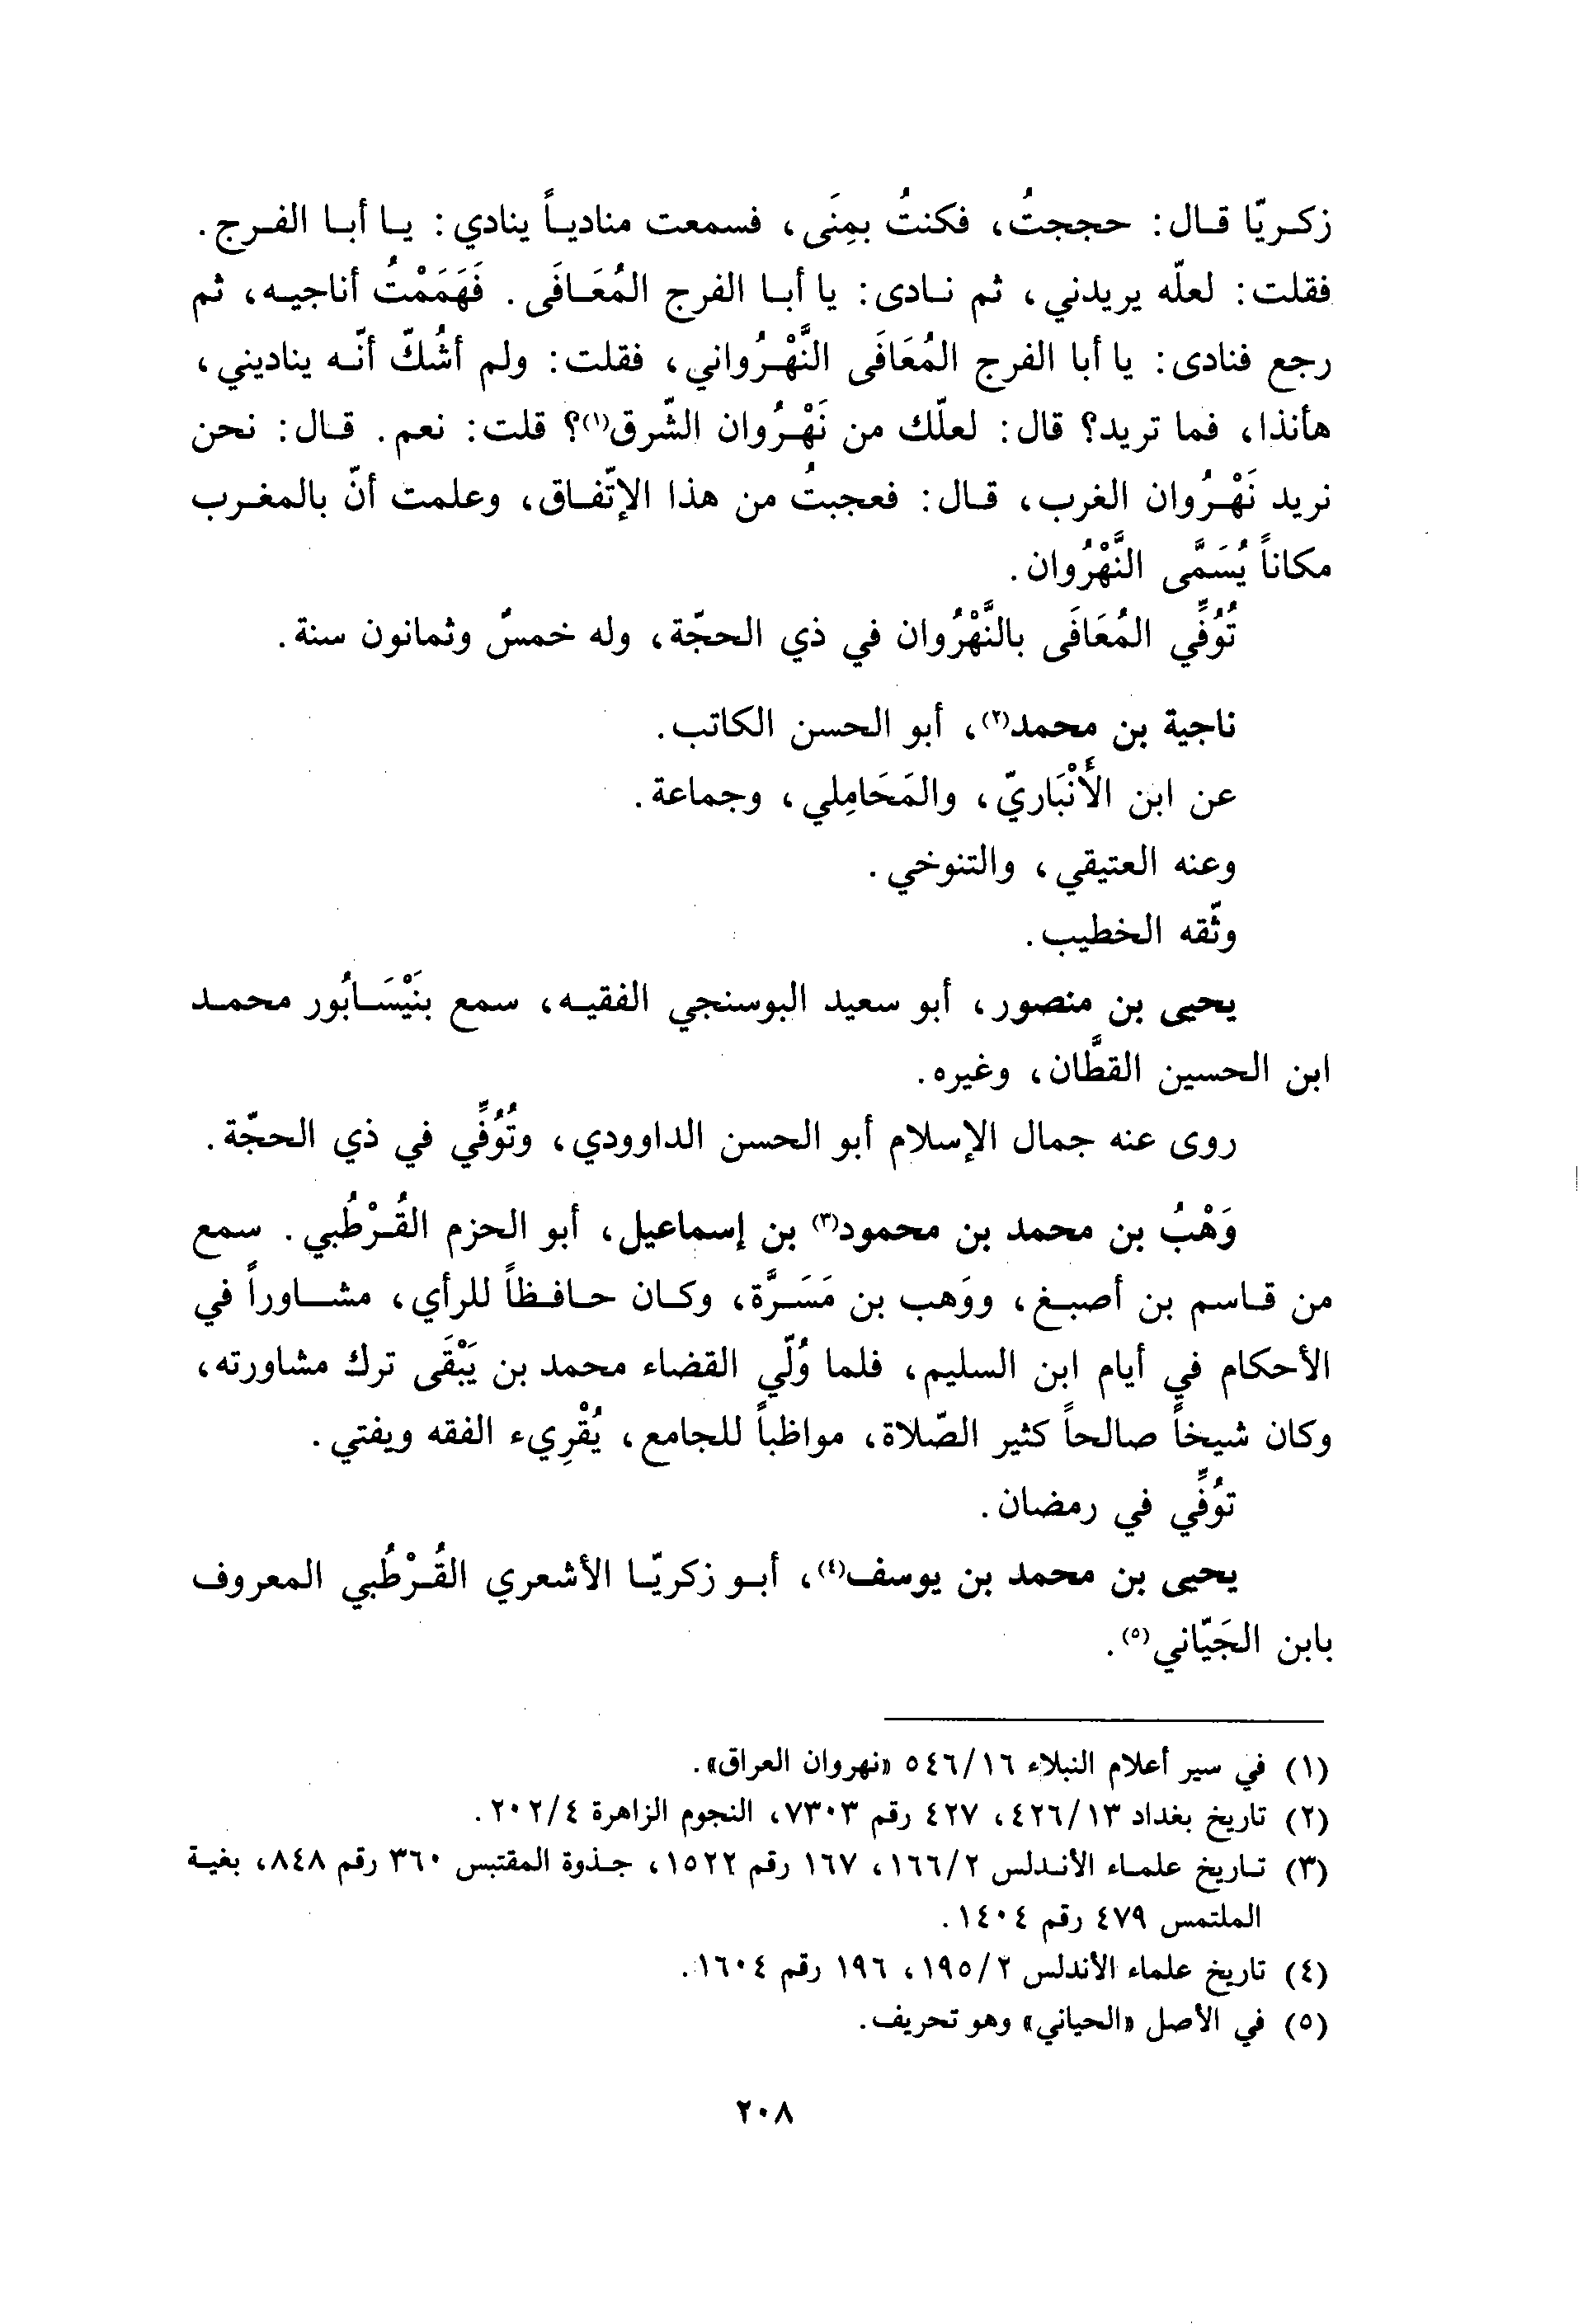 زكريّا قال: حججتُ، فكنتُ بمِنَى، فسمعت منادياً ينادي: يا أبا الفرج.
فقلت: لعلّه يريدني، ثم نادى: يا أبا الفرج المُعَافَى. فَهَمَمْتُ أناجيه، ثم
رجع فنادى: يا أبا الفرج المُعَافَى النَّهْرُواني، فقلت: ولم أشُكّ أنّه يناديني،
هأنذا، فما تريد؟ قال: لعلّك من نَهْرُوان الشّرق(١)؟ قلت: نعم. قال: نحن
نريد نَهْرُوان الغرب، قال: فعجبتُ من هذا الإتّفاق، وعلمت أنّ بالمغرب
مكاناً يُسَمَّى النَّهْرُوان.
تُوُفِّي المُعَافَى بالنَّهْرُوان في ذي الحجّة، وله خمسٌ وثمانون سنة.
ناجية بن محمد(٢)، أبو الحسن الكاتب.
عن ابن الأَنْبَاريّ، والمَحَامِلي، وجماعة.
وعنه العتيقي، والتنوخي.
وثّقه الخطيب.
يحيى بن منصور، أبو سعيد البوسنجي الفقيه، سمع بنَيْسَابُور محمد
ابن الحسين القطَّان، وغيره.
روى عنه جمال الإسلام أبو الحسن الداوودي، وتُوُفِّي في ذي الحجّة.
وَهْبُ بن محمد بن محمود(٣) بن إسماعيل، أبو الحزم القُرْطُبي. سمع
من قاسم بن أصبغ، ووَهب بن مَسَرَّة، وكان حافظاً للرأي، مشاوراً في
الأحكام في أيام ابن السليم، فلما وُلّي القضاء محمد بن يَبْقَى ترك مشاورته،
وكان شيخاً صالحاً كثير الصّلاة، مواظباً للجامع، يُقْرِيء الفقه ويفتي.
توُفِّي في رمضان.
يحيى بن محمد بن يوسف(٤)، أبو زكريّا الأشعري القُرْطُبي المعروف
بابن الجَيّاني(٥).
(١) في سير أعلام النبلاء ٥٤٦/١٦ «نهروان العراق».
(٢) تاريخ بغداد ٤٢٦/١٣، ٤٢٧ رقم ٧٣٠٣، النجوم الزاهرة ٢٠٢/٤.
(٣) تاريخ علماء الأندلس ١٦٦/٢، ١٦٧ رقم ١٥٢٢، جذوة المقتبس ٣٦٠ رقم ٨٤٨، بغية
الملتمس ٤٧٩ رقم ١٤٠٤.
(٤) تاريخ علماء الأندلس ١٩٥/٢، ١٩٦ رقم ١٦٠٤.
(٥) في الأصل «الحياني» وهو تحريف.
٢٠٨